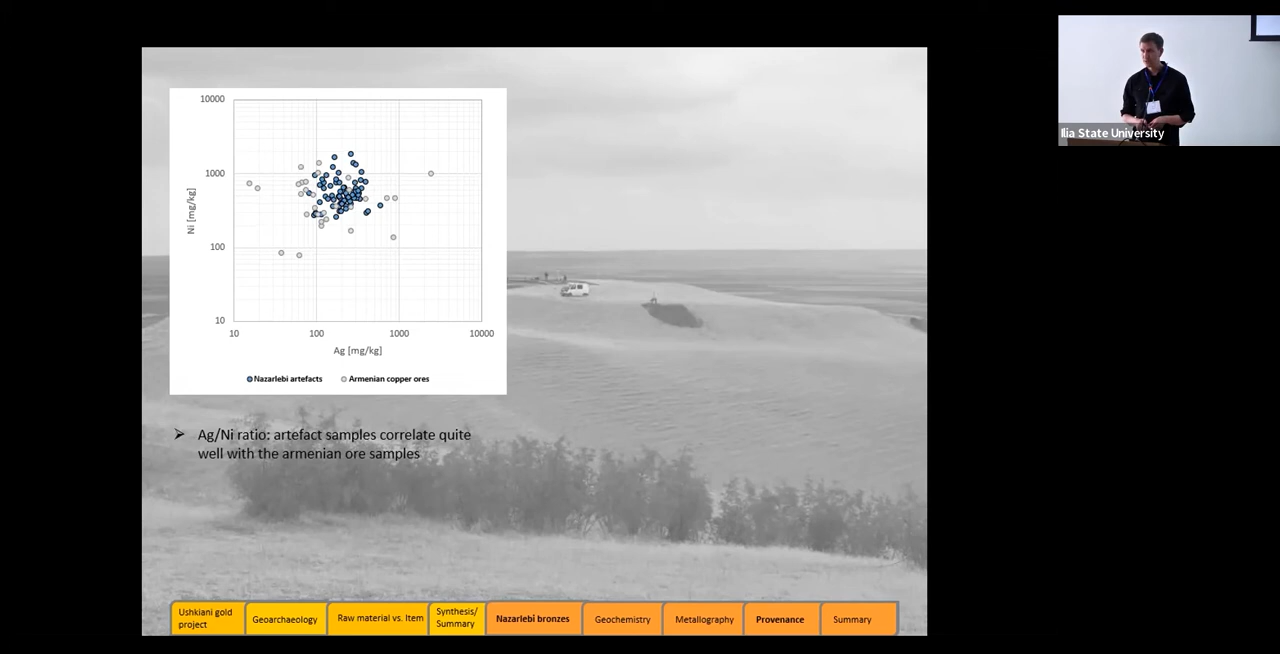 Ilia State University
10000
1000
100
10
10 100 1000 10000
Ni [mg/kg]
Ag [mg/kg]
Nazarlebi artefacts Armenian copper ores
Ag/Ni ratio: artefact samples correlate quite
well with the armenian ore samples
Ushkiani gold
project
Geoarchaeology
Raw material vs. Item
Synthesis/
Summary
Nazarlebi bronzes
Geochemistry
Metallography
Provenance
Summary